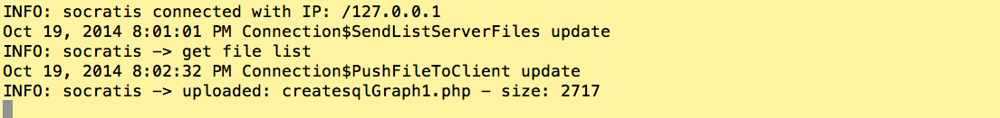 INFO: socratis connected with IP: /127.0.0.1
Oct 19, 2014 8:01:01 PM Connection$SendListServerFiles update
INFO: socratis -> get file list
Oct 19, 2014 8:02:32 PM Connection$PushFileToClient update
INFO: socratis -> uploaded: createsqlGraph1.php - size: 2717